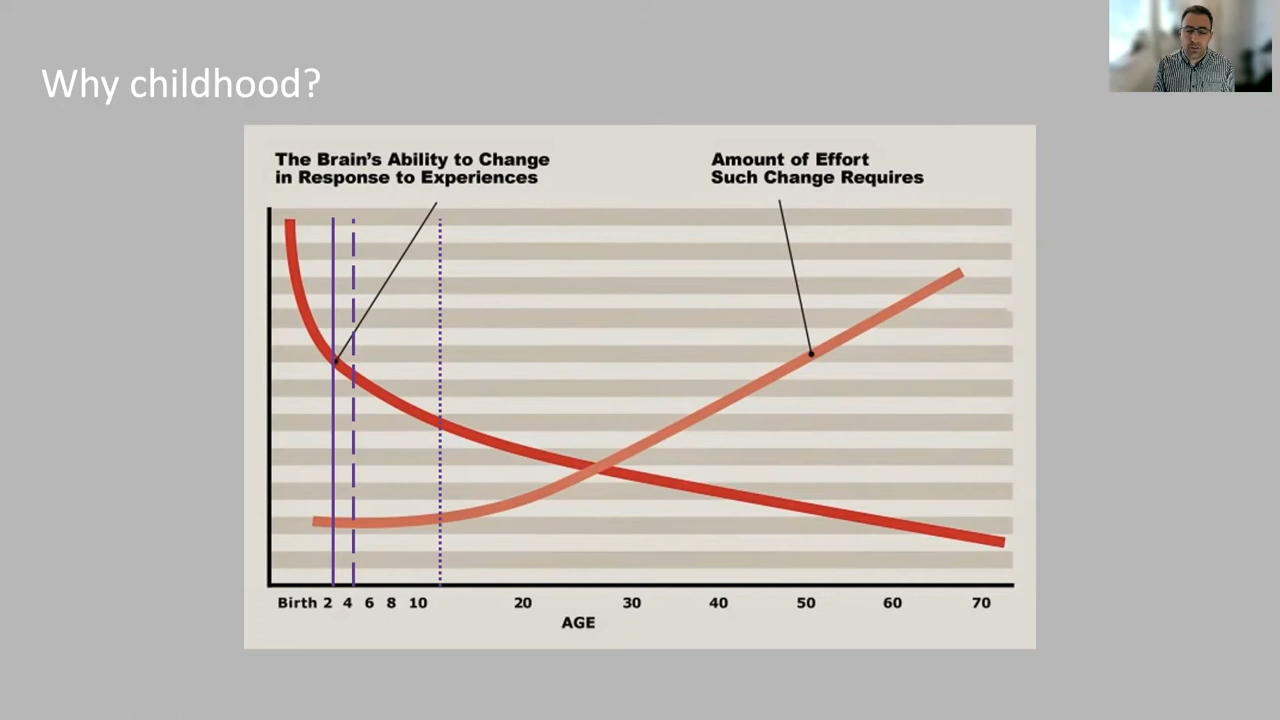 Why childhood?
The Brain's Ability to Change
in Response to Experiences
Amount of Effort
Such Change Requires
Birth 2 4 6 8 10 20 30 40 50 60 70
AGE